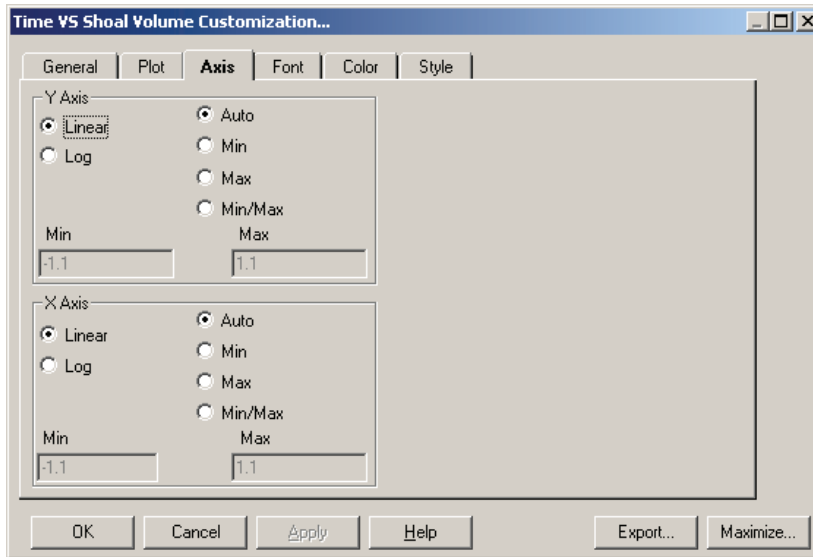 Time VS Shoal Volume Customization...
General Plot Axis Font Color Style
Y Axis
Linear
Log
Auto
Min
Max
Min/Max
Min Max
-1.1 1.1
X Axis
Linear
Log
Auto
Min
Max
Min/Max
Min Max
-1.1 1.1
OK Cancel Apply Help Export... Maximize...